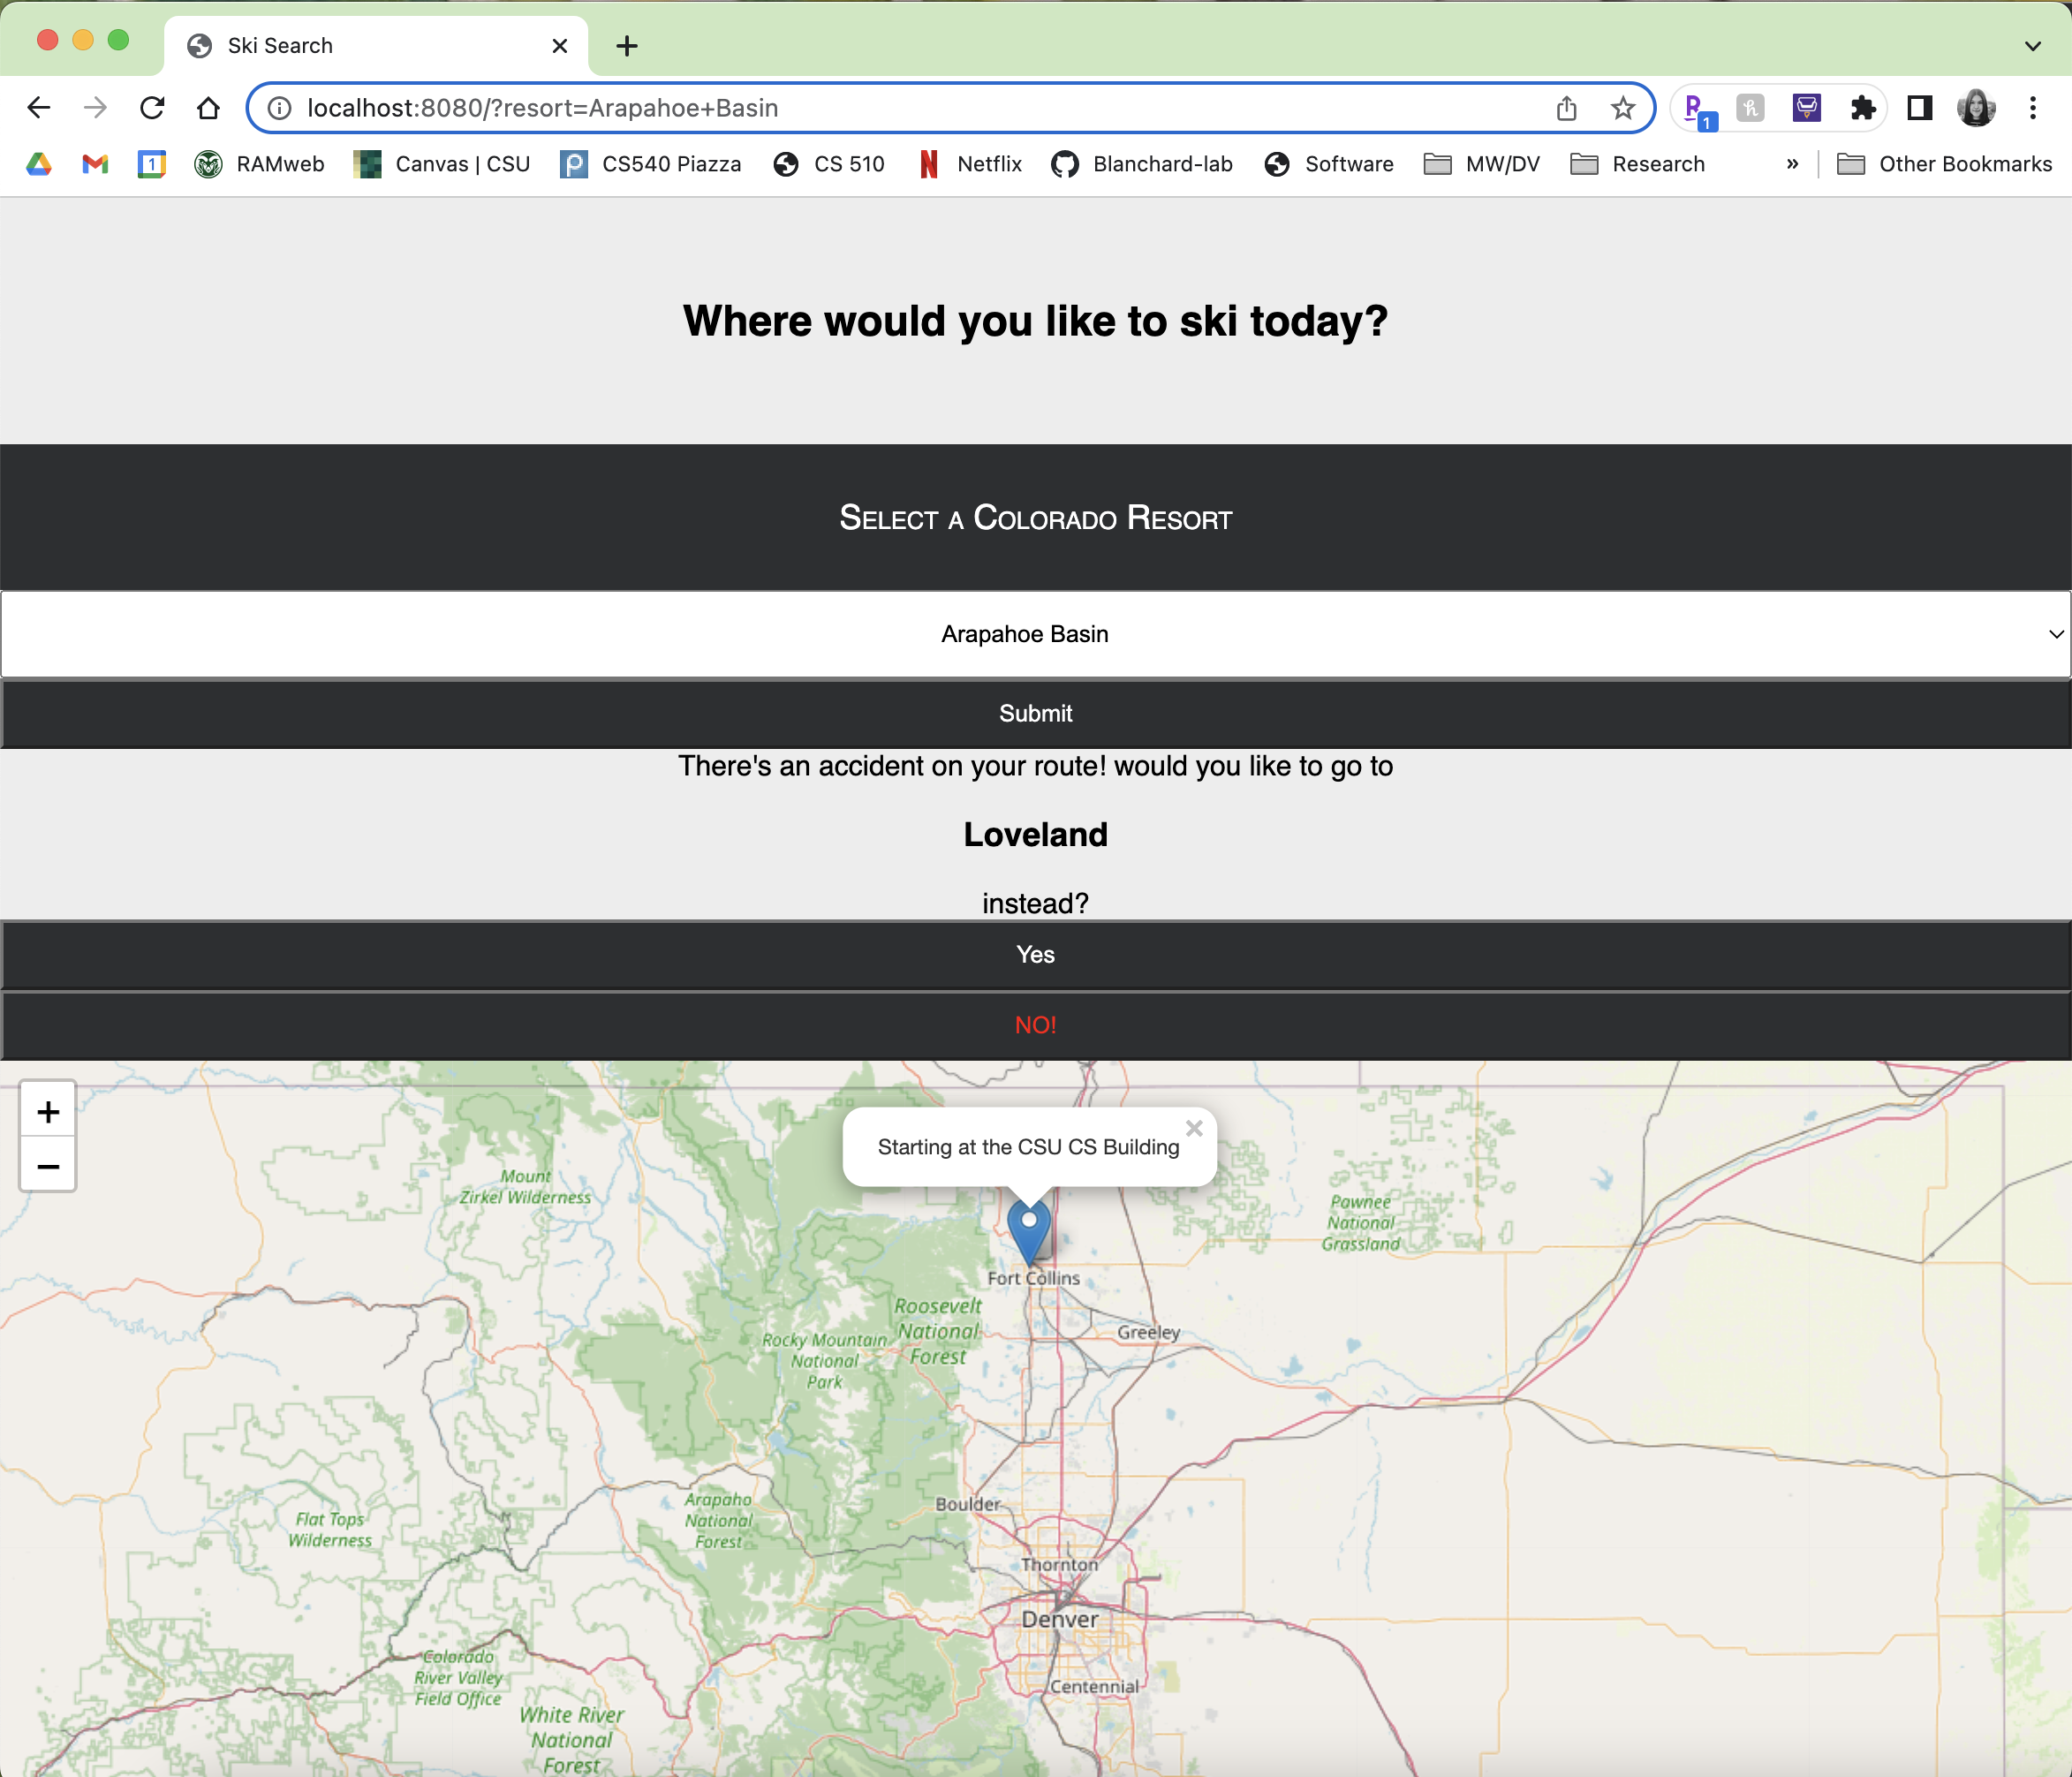 Ski Search
localhost:8080/?resort=Arapahoe+Basin
1
1
RAMweb
Canvas | CSU
CS540 Piazza
CS 510
Netflix
Blanchard-lab
Software
MW/DV
Research
»
Other Bookmarks
Where would you like to ski today?
Select a Colorado Resort
Arapahoe Basin
Submit
There's an accident on your route! would you like to go to
Loveland
instead?
Yes
NO!
+
−
Starting at the CSU CS Building
×
Mount
Zirkel Wilderness
Pawnee
National
Grassland
Fort Collins
Roosevelt
National
Forest
Greeley
Rocky Mountain
National
Park
Boulder
Arapaho
National
Forest
Flat Tops
Wilderness
Thornton
Denver
Colorado
River Valley
Field Office
Centennial
White River
National
Forest